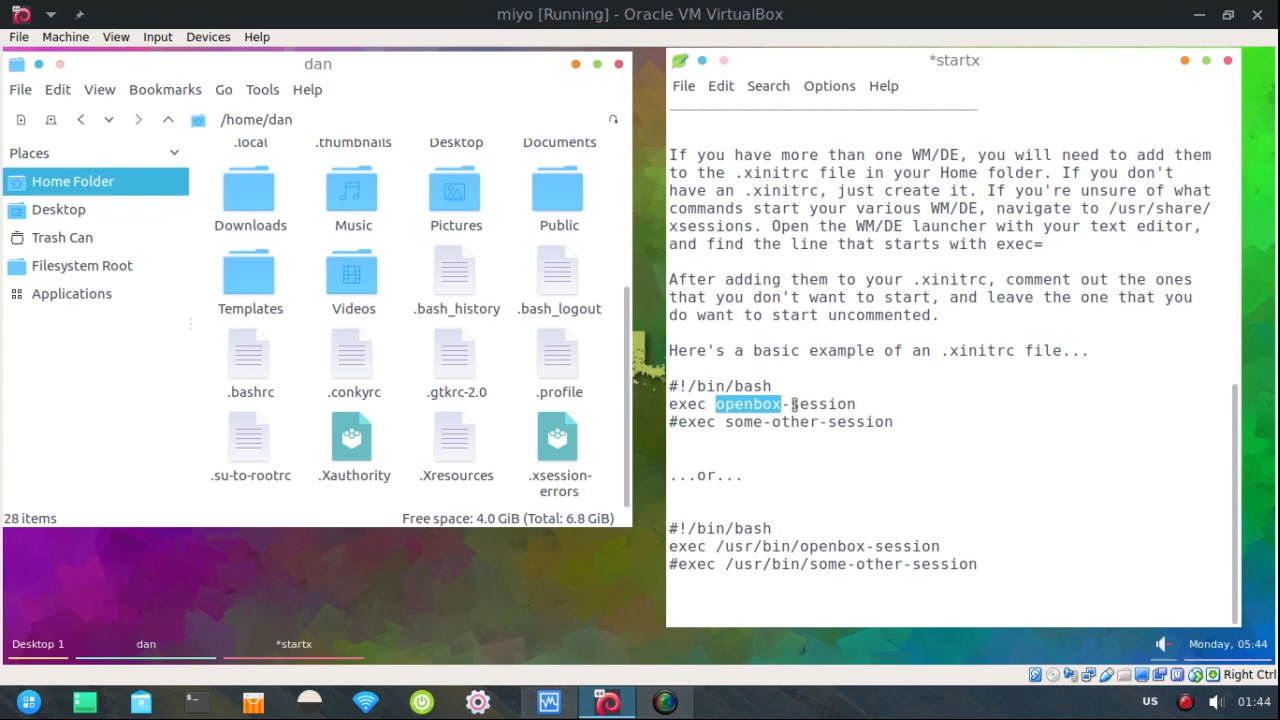 miyo [Running] - Oracle VM VirtualBox
File Machine View Input Devices Help
dan
File Edit View Bookmarks Go Tools Help
/home/dan
Places
Home Folder
Desktop
Trash Can
Filesystem Root
Applications
.local .thumbnails Desktop Documents
Downloads Music Pictures Public
Templates Videos .bash_history .bash_logout
.bashrc .conkyrc .gtkrc-2.0 .profile
.su-to-rootrc .Xauthority .Xresources .xsession-
errors
28 items Free space: 4.0 GiB (Total: 6.8 GiB)
*startx
File Edit Search Options Help
If you have more than one WM/DE, you will need to add them
to the .xinitrc file in your Home folder. If you don't
have an .xinitrc, just create it. If you're unsure of what
commands start your various WM/DE, navigate to /usr/share/
xsessions. Open the WM/DE launcher with your text editor,
and find the line that starts with exec=
After adding them to your .xinitrc, comment out the ones
that you don't want to start, and leave the one that you
do want to start uncommented.
Here's a basic example of an .xinitrc file...
#!/bin/bash
exec openbox-session
#exec some-other-session
...or...
#!/bin/bash
exec /usr/bin/openbox-session
#exec /usr/bin/some-other-session
Desktop 1 dan *startx Monday, 05:44
Right Ctrl
US 01:44